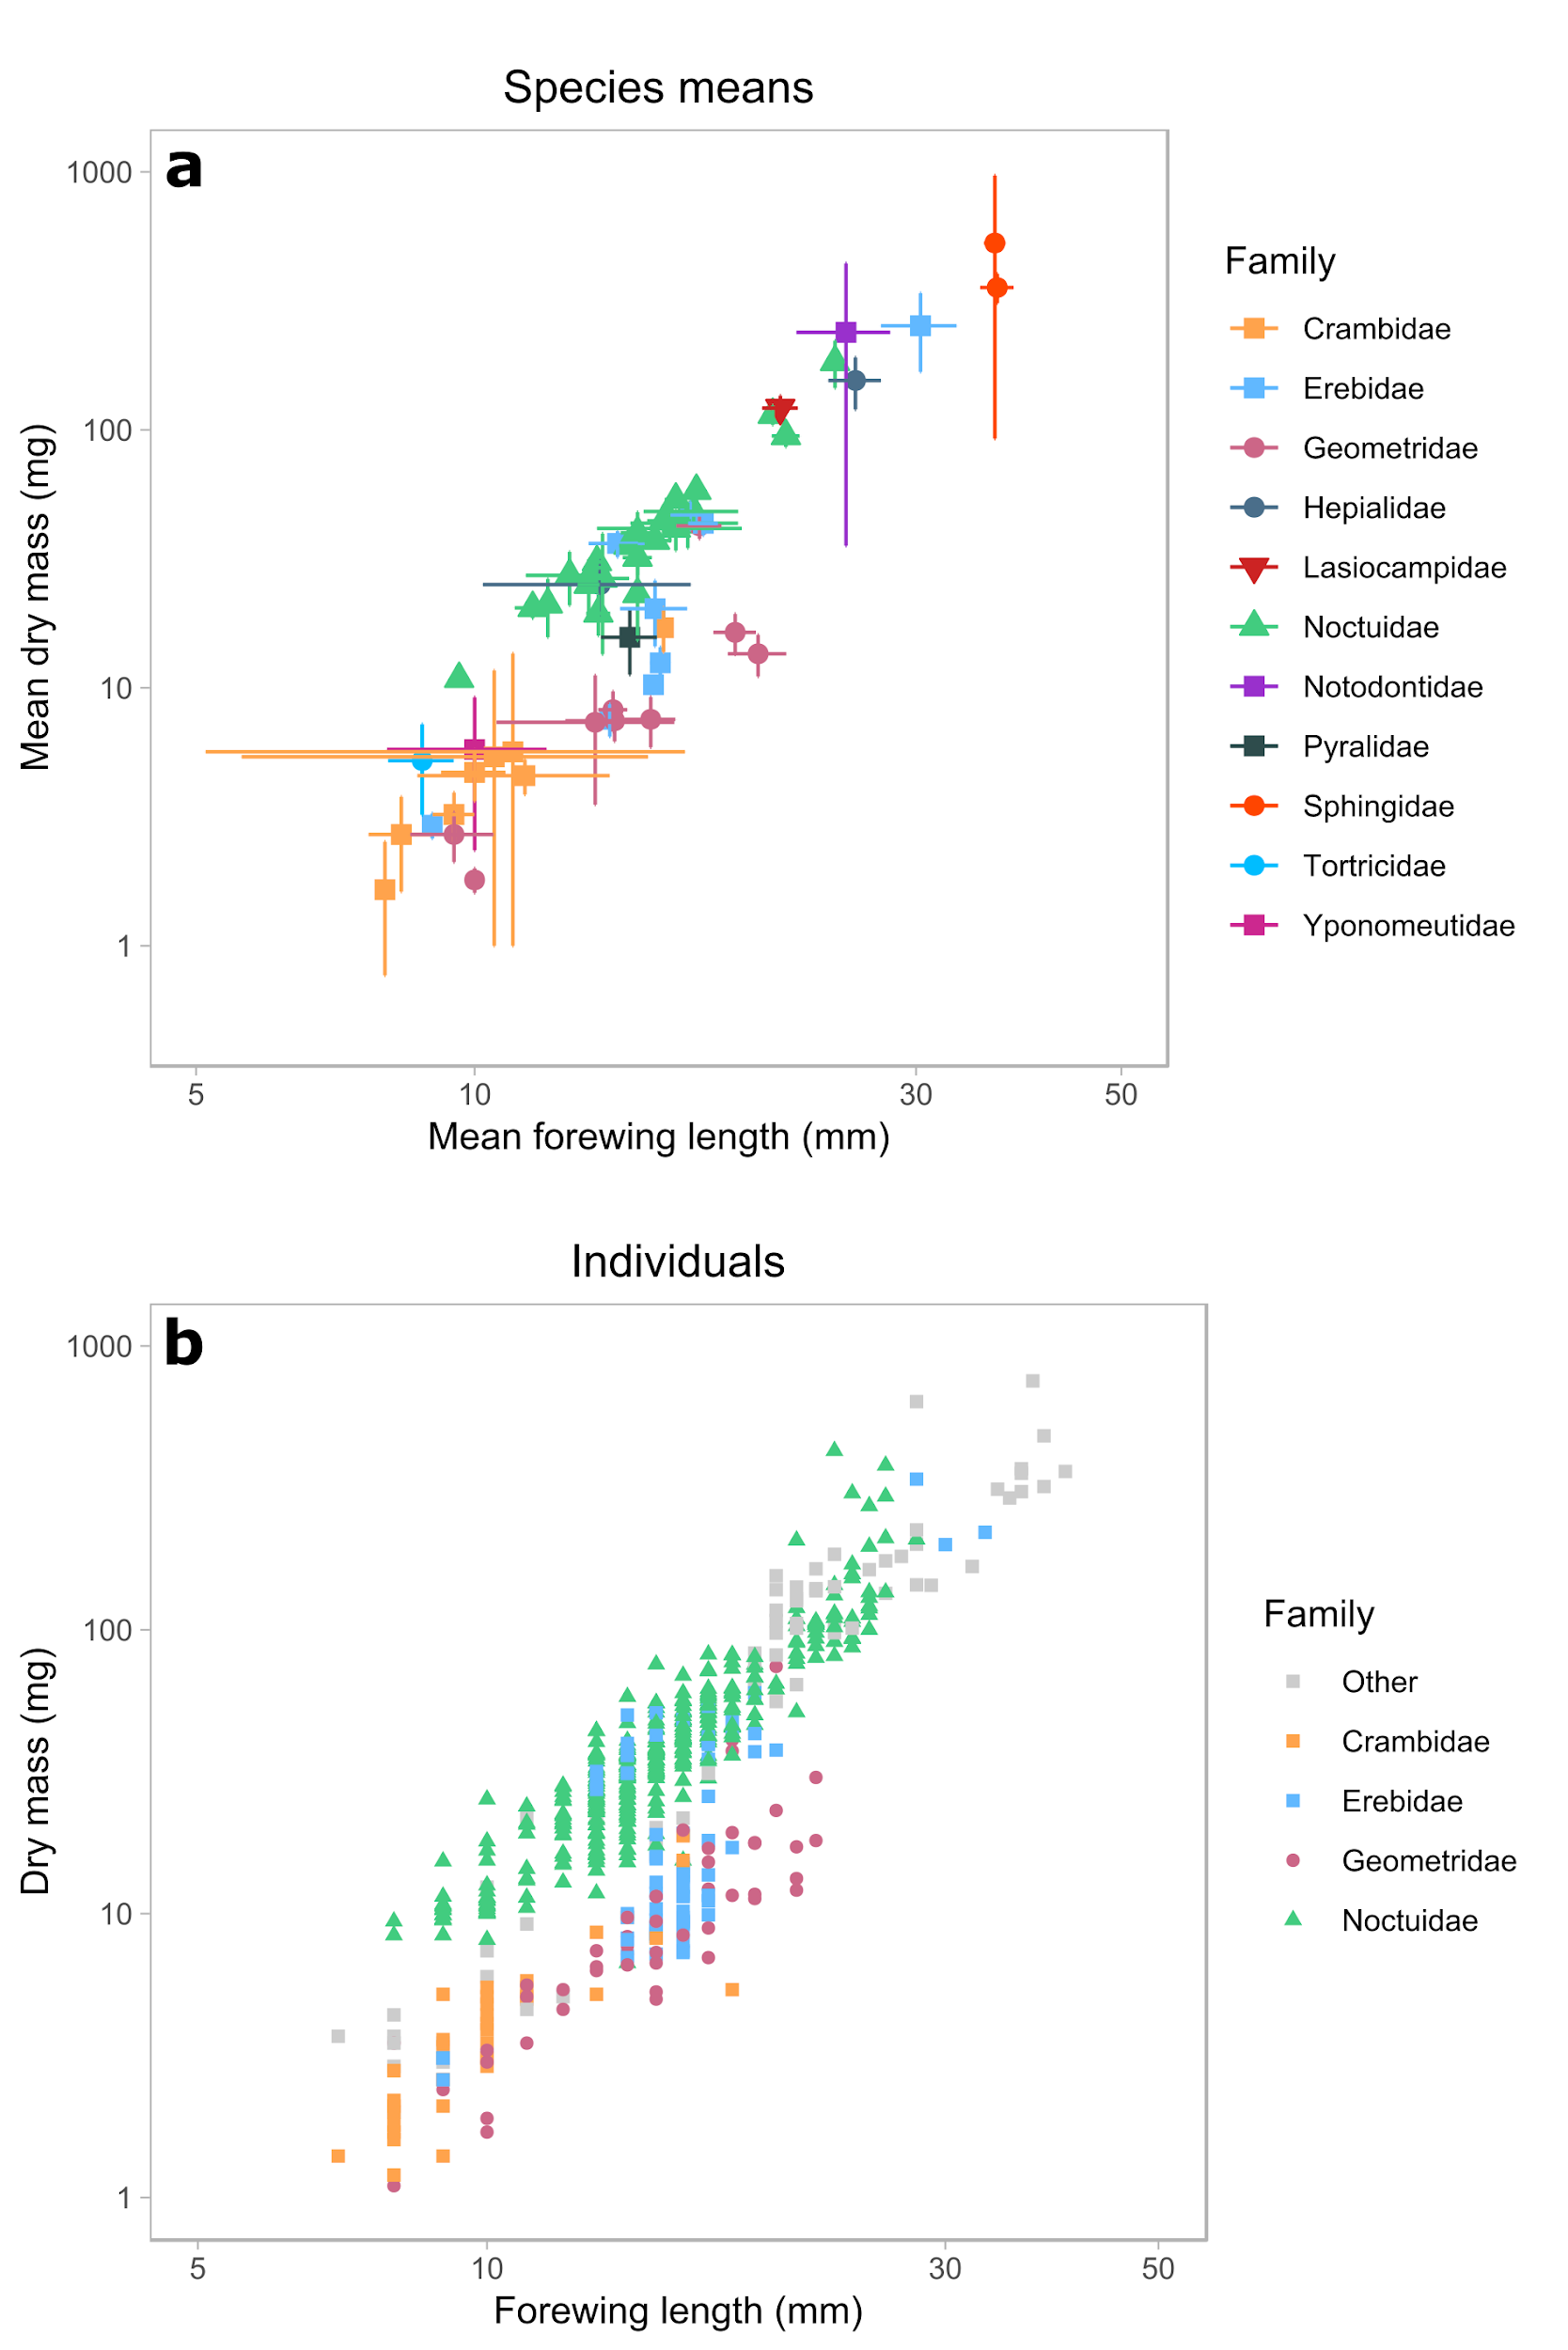 Species means
a
1000
100
10
1
Mean dry mass (mg)
5
10
30
50
Mean forewing length (mm)
Family
Crambidae
Erebidae
Geometridae
Hepialidae
Lasiocampidae
Noctuidae
Notodontidae
Pyralidae
Sphingidae
Tortricidae
Yponomeutidae
Individuals
b
1000
100
10
1
Dry mass (mg)
5
10
30
50
Forewing length (mm)
Family
Other
Crambidae
Erebidae
Geometridae
Noctuidae